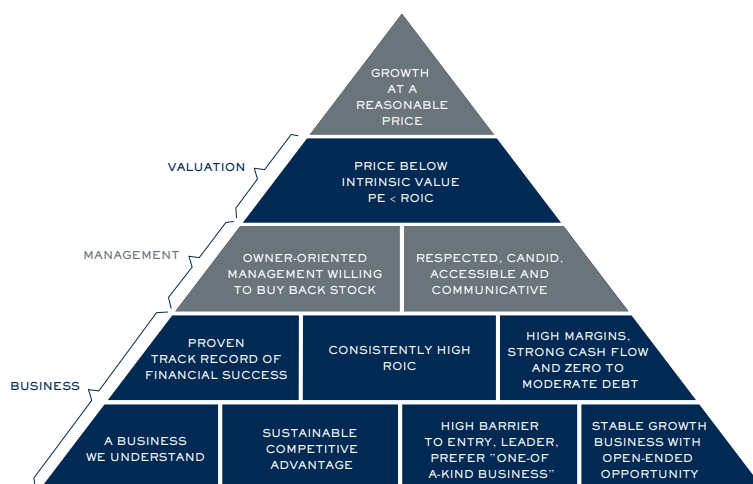 GROWTH
AT A
REASONABLE
PRICE
VALUATION
PRICE BELOW
INTRINSIC VALUE
PE < ROIC
MANAGEMENT
OWNER-ORIENTED
MANAGEMENT WILLING
TO BUY BACK STOCK
RESPECTED, CANDID,
ACCESSIBLE AND
COMMUNICATIVE
BUSINESS
PROVEN
TRACK RECORD OF
FINANCIAL SUCCESS
CONSISTENTLY HIGH
ROIC
HIGH MARGINS,
STRONG CASH FLOW
AND ZERO TO
MODERATE DEBT
A BUSINESS
WE UNDERSTAND
SUSTAINABLE
COMPETITIVE
ADVANTAGE
HIGH BARRIER
TO ENTRY, LEADER,
PREFER "ONE-OF
A-KIND BUSINESS"
STABLE GROWTH
BUSINESS WITH
OPEN-ENDED
OPPORTUNITY